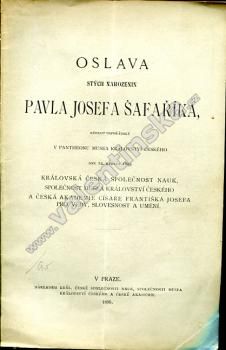 OSLAVA
STÝCH NAROZENIN
PAVLA JOSEFA ŠAFAŘÍKA,
V PANTHEONU MUSEA KRÁLOVSTVÍ ČESKÉHO
KRÁLOVSKÁ ČESKÁ SPOLEČNOST NAUK,
SPOLEČNOST MUSEA KRÁLOVSTVÍ ČESKÉHO
A ČESKÁ AKADEMIE CÍSAŘE FRANTIŠKA JOSEFA
PRO VĚDY, SLOVESNOST A UMĚNÍ.
V PRAZE.
NÁKLADEM KRÁL. ČESKÉ SPOLEČNOSTI NAUK, SPOLEČNOSTI MUSEA
KRÁLOVSTVÍ ČESKÉHO A ČESKÉ AKADEMIE.